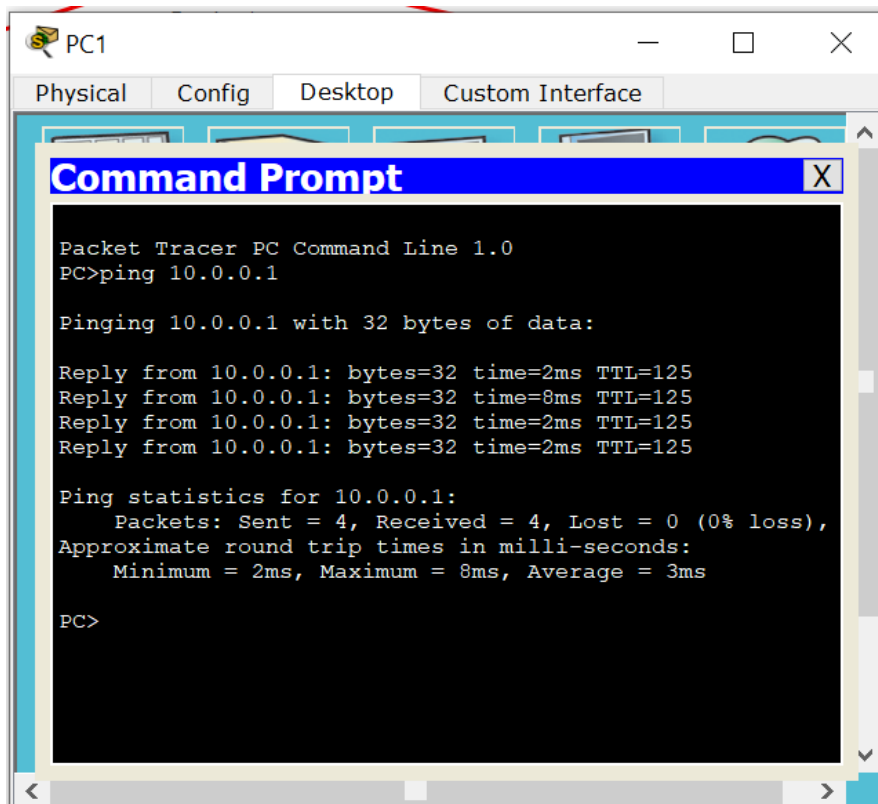 PC1
Physical Config Desktop Custom Interface
Command Prompt X
Packet Tracer PC Command Line 1.0
PC>ping 10.0.0.1
Pinging 10.0.0.1 with 32 bytes of data:
Reply from 10.0.0.1: bytes=32 time=2ms TTL=125
Reply from 10.0.0.1: bytes=32 time=8ms TTL=125
Reply from 10.0.0.1: bytes=32 time=2ms TTL=125
Reply from 10.0.0.1: bytes=32 time=2ms TTL=125
Ping statistics for 10.0.0.1:
Packets: Sent = 4, Received = 4, Lost = 0 (0% loss),
Approximate round trip times in milli-seconds:
Minimum = 2ms, Maximum = 8ms, Average = 3ms
PC>